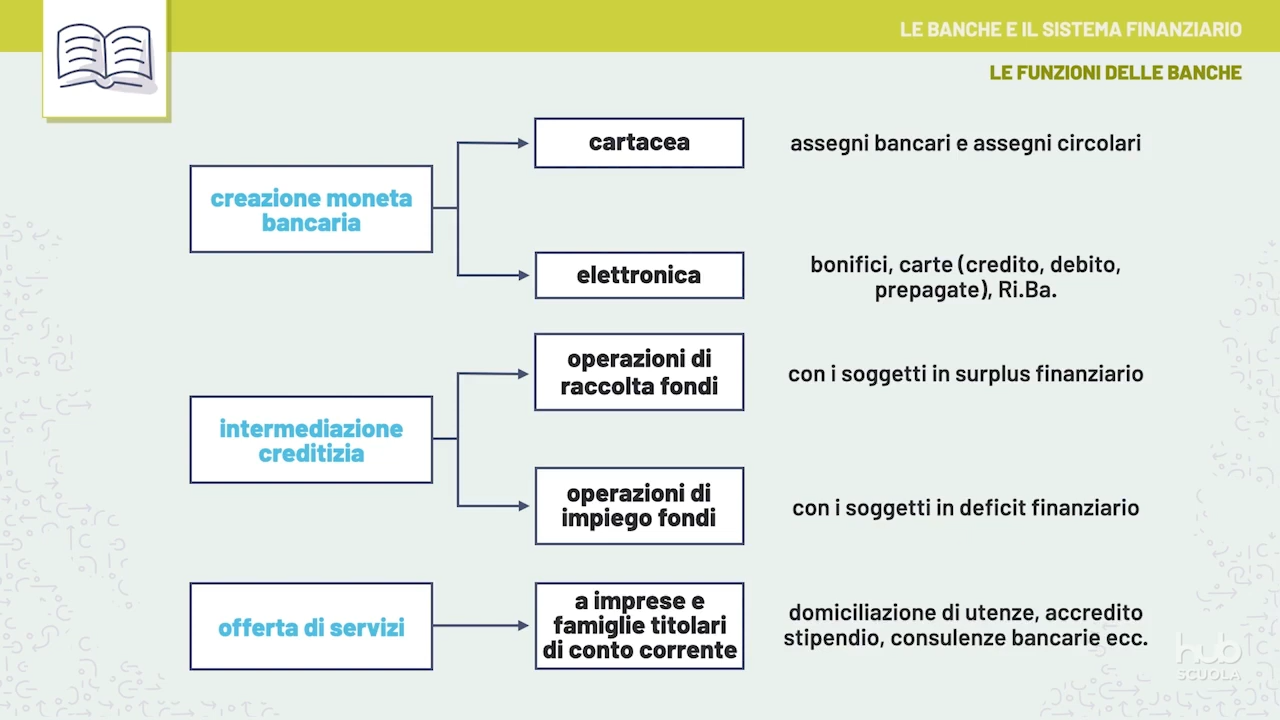 LE BANCHE E IL SISTEMA FINANZIARIO
LE FUNZIONI DELLE BANCHE
creazione moneta
bancaria
cartacea
assegni bancari e assegni circolari
elettronica
bonifici, carte (credito, debito,
prepagate), Ri.Ba.
intermediazione
creditizia
operazioni di
raccolta fondi
con i soggetti in surplus finanziario
operazioni di
impiego fondi
con i soggetti in deficit finanziario
offerta di servizi
a imprese e
famiglie titolari
di conto corrente
domiciliazione di utenze, accredito
stipendio, consulenze bancarie ecc.
hub
SCUOLA